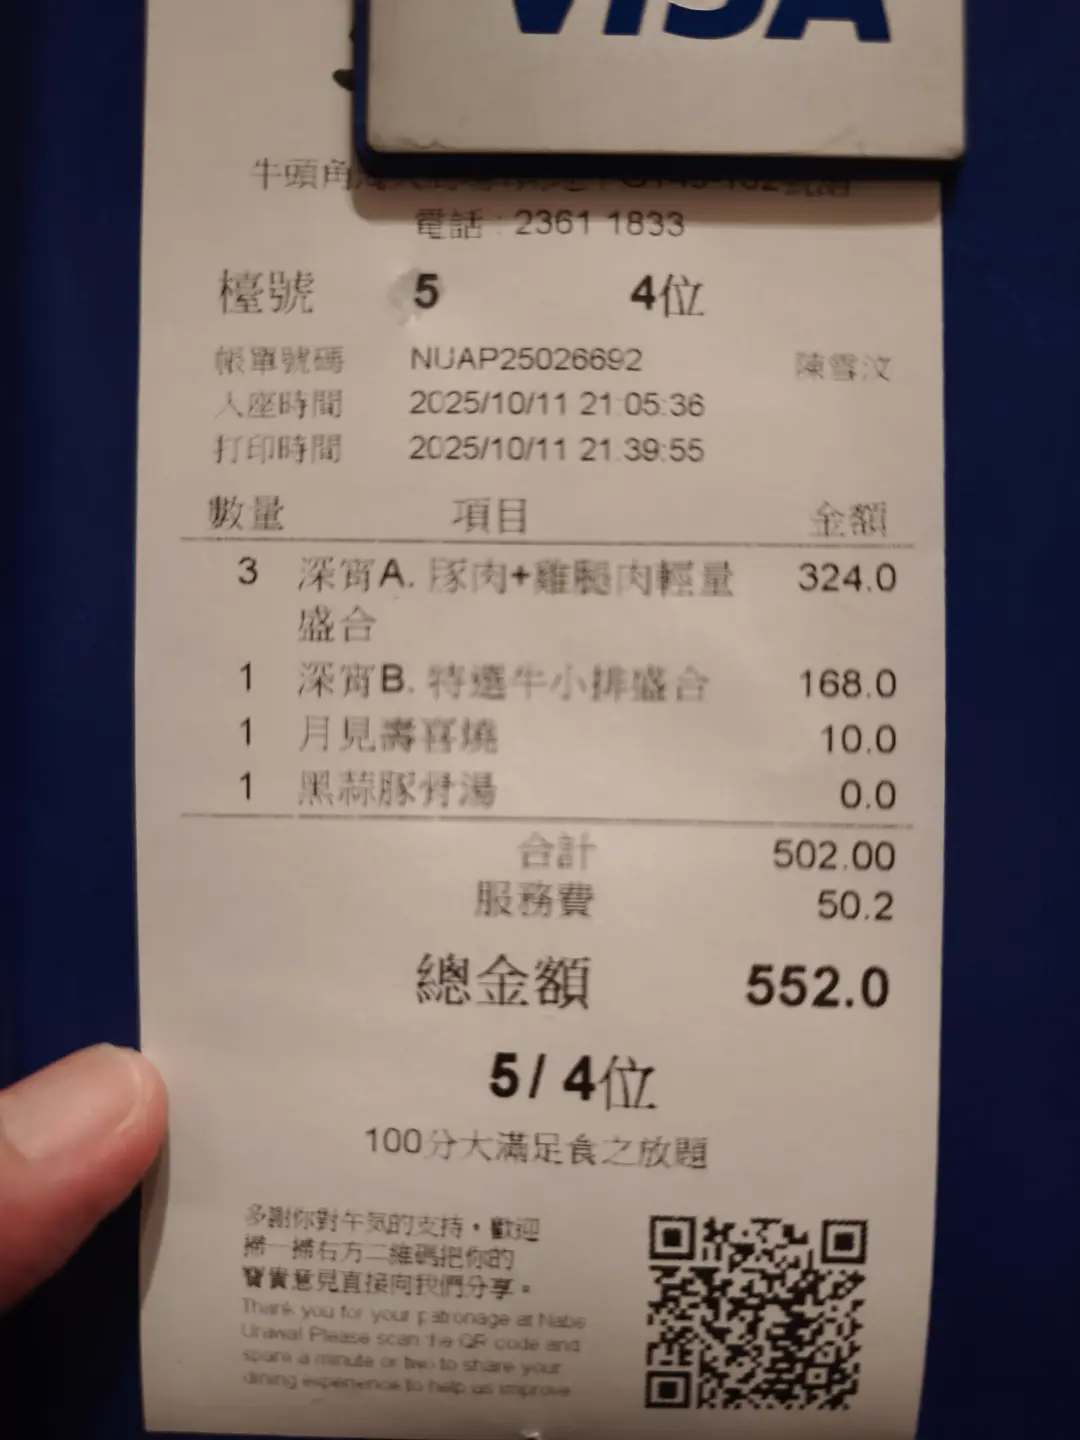 VISA
牛頭角
電話：2361 1833
檯號 5 4位
帳單號碼 NUAP25026692 陳雪汶
入座時間 2025/10/11 21:05:36
打印時間 2025/10/11 21:39:55
數量 項目 金額
3 深宵A. 豚肉+雞腿肉輕量 324.0
盛合
1 深宵B. 特選牛小排盛合 168.0
1 月見壽喜燒 10.0
1 黑蒜豚骨湯 0.0
合計 502.00
服務費 50.2
總金額 552.0
5 / 4位
100分大滿足食之放題
多謝你對午気的支持，歡迎
掃一掃右方二維碼把你的
寶貴意見直接向我們分享。
Thank you for your patronage at Nabe
Urawa! Please scan the QR code and
spare a minute or two to share your
dining experience to help us improve